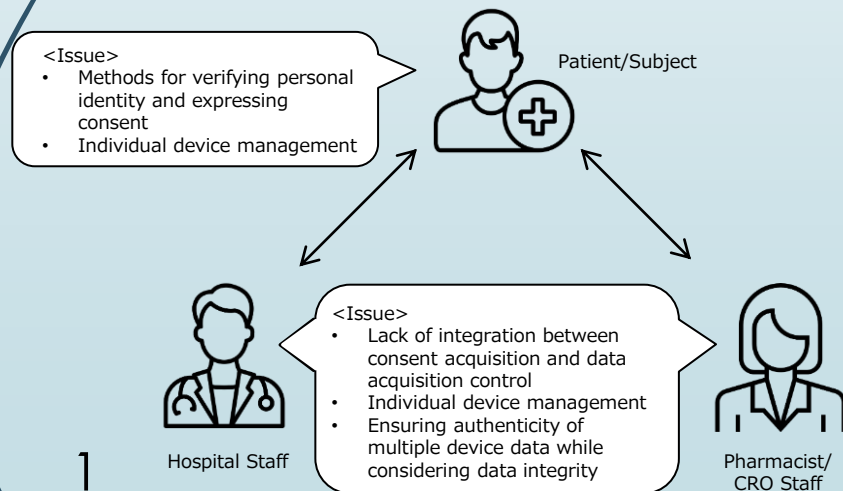 <Issue>
• Methods for verifying personal
identity and expressing
consent
• Individual device management
Patient/Subject
<Issue>
• Lack of integration between
consent acquisition and data
acquisition control
• Individual device management
• Ensuring authenticity of
multiple device data while
considering data integrity
Hospital Staff
Pharmacist/
CRO Staff